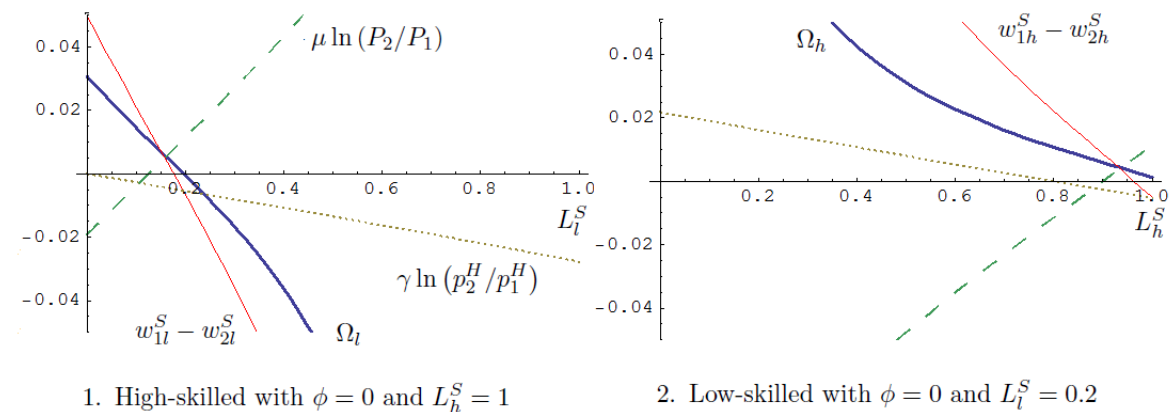 0.04
0.02
-0.02
-0.04
0.2
0.4
0.6
0.8
1.0
μ ln (P₂/P₁)
L_l^S
γ ln (p₂^H/p₁^H)
w_{1l}^S − w_{2l}^S
Ω_l
1. High-skilled with ϕ = 0 and L_h^S = 1
0.04
0.02
-0.02
-0.04
0.2
0.4
0.6
0.8
1.0
Ω_h
w_{1h}^S − w_{2h}^S
L_h^S
2. Low-skilled with ϕ = 0 and L_l^S = 0.2